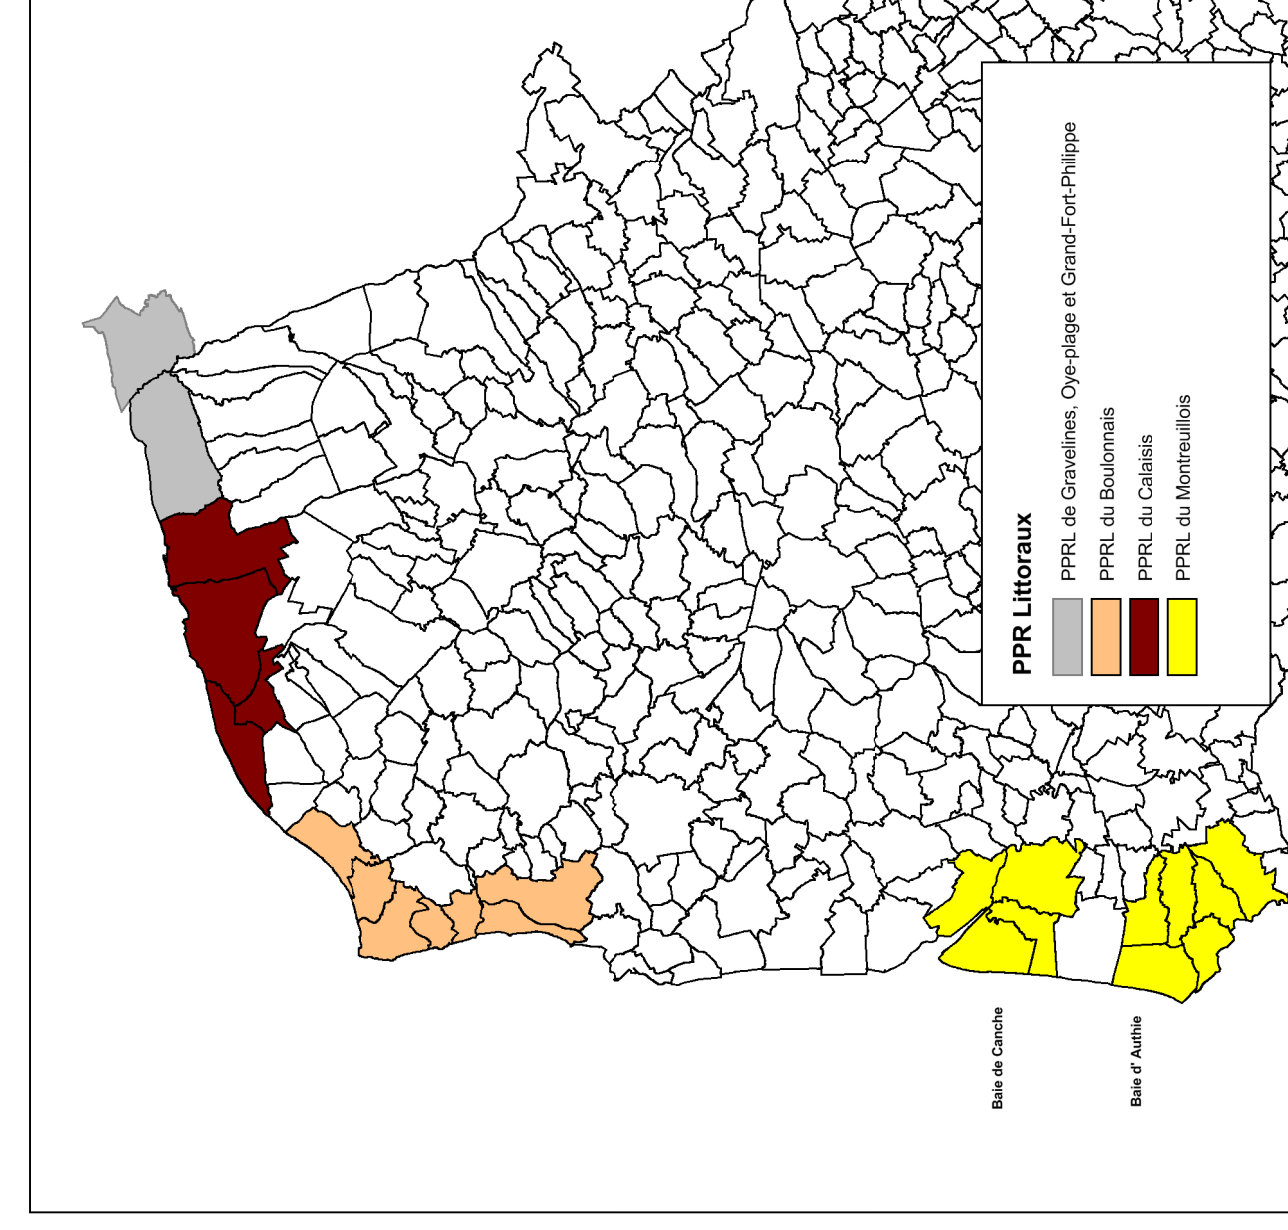 PPR Littoraux
PPRL de Gravelines, Oye-plage et Grand-Fort-Philippe
PPRL du Boulonnais
PPRL du Calaisis
PPRL du Montreuillois
Baie de Canche
Baie d' Authie